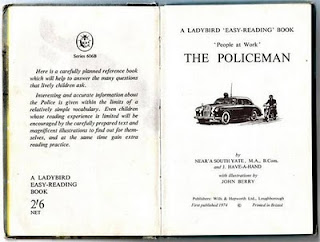 Series 606B
Here is a carefully planned reference book
which will help to answer the many questions
that lively children ask.
Interesting and accurate information about
the Police is given within the limits of a
relatively simple vocabulary. Even children
whose reading experience is limited will be
encouraged by the carefully prepared text and
magnificent illustrations to find out for them-
selves, and at the same time gain extra
reading practice.
A LADYBIRD
EASY-READING
BOOK
2'6
NET
A LADYBIRD 'EASY-READING' BOOK
'People at Work'
THE POLICEMAN
by
NEAR'A SOUTH YATE, M.A., B.Com.
and I. HAVE-A-HAND
with illustrations by
JOHN BERRY
Publishers: Wills & Hepworth Ltd., Loughborough
First published 1974 © Printed in Bristol